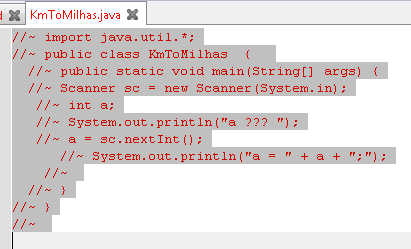 d KmToMilhas.java
//~ import java.util.*;
//~ public class KmToMilhas  {
  //~ public static void main(String[] args) {
  //~ Scanner sc = new Scanner(System.in);
   //~ int a;
   //~ System.out.println("a ??? ");
   //~ a = sc.nextInt();
      //~ System.out.println("a = " + a + ";");
    //~
  //~ }
//~ }
//~